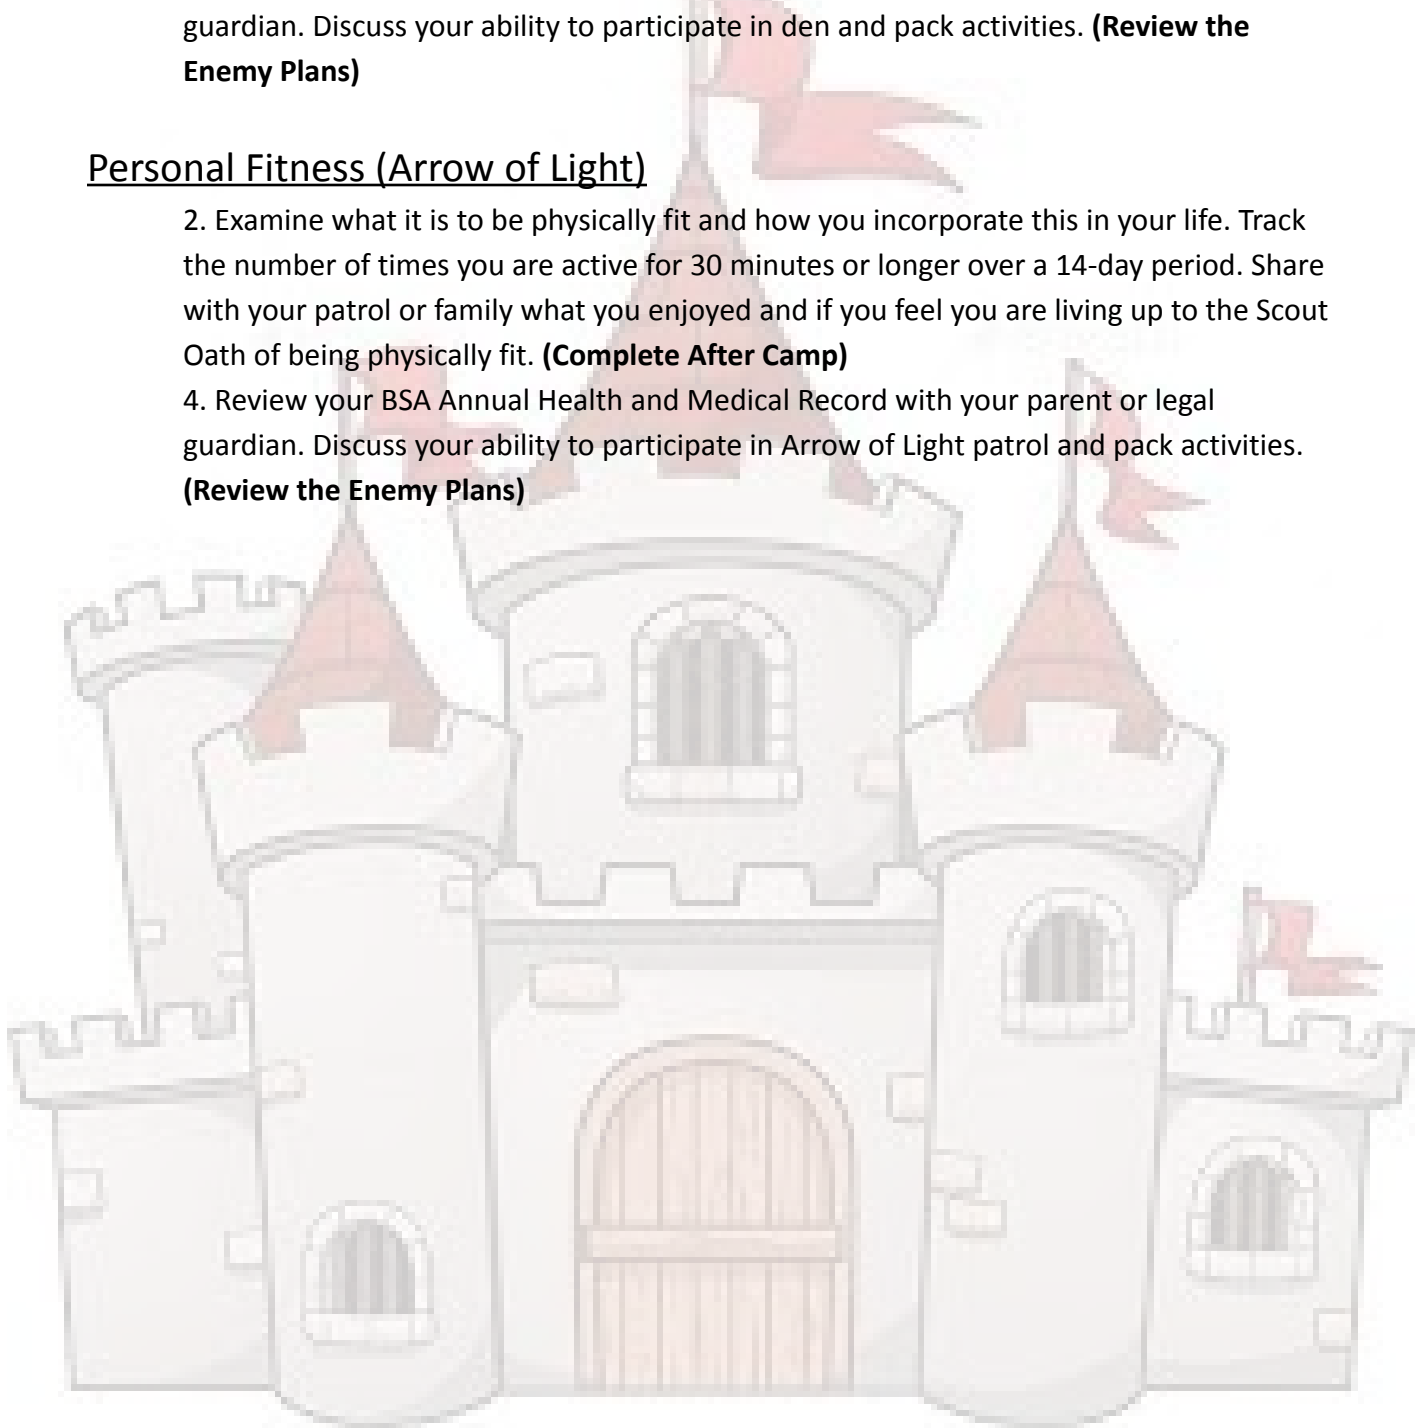 guardian. Discuss your ability to participate in den and pack activities. (Review the
Enemy Plans)
Personal Fitness (Arrow of Light)
2. Examine what it is to be physically fit and how you incorporate this in your life. Track
the number of times you are active for 30 minutes or longer over a 14-day period. Share
with your patrol or family what you enjoyed and if you feel you are living up to the Scout
Oath of being physically fit. (Complete After Camp)
4. Review your BSA Annual Health and Medical Record with your parent or legal
guardian. Discuss your ability to participate in Arrow of Light patrol and pack activities.
(Review the Enemy Plans)